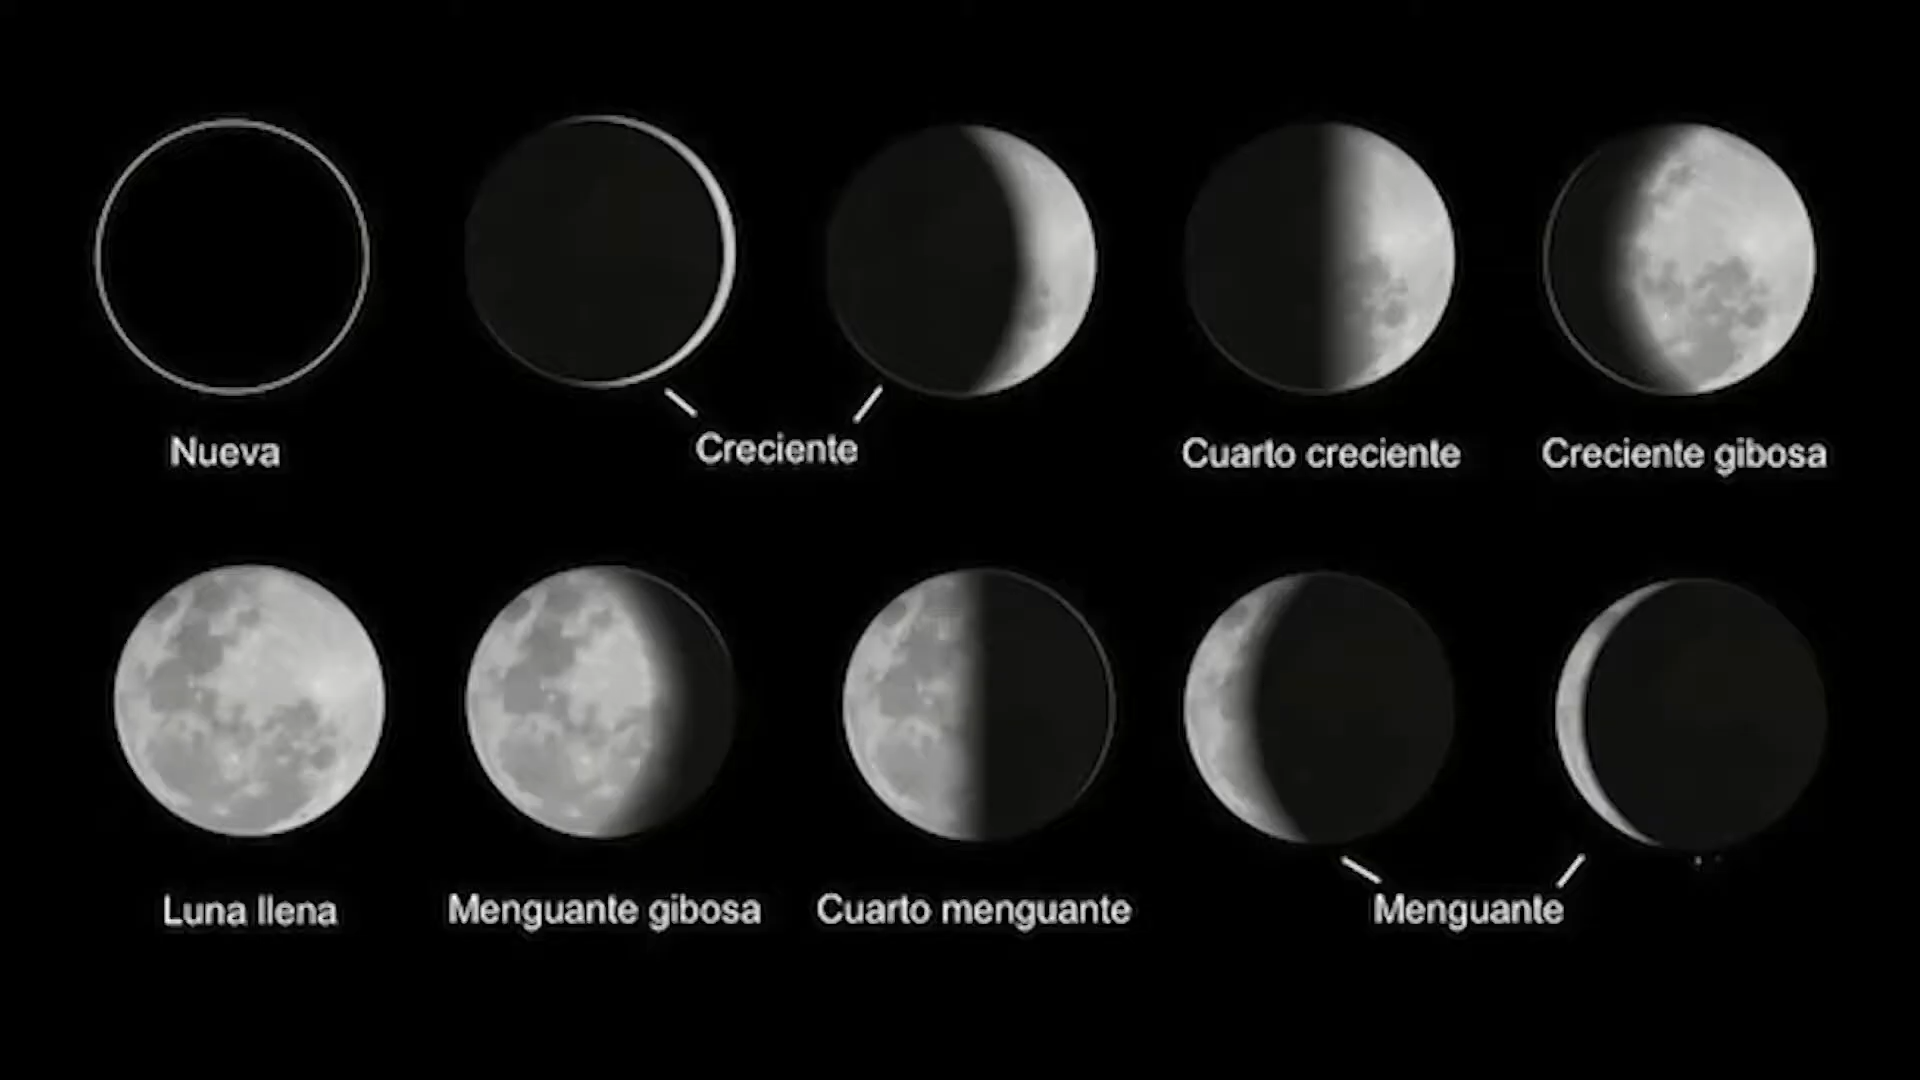 Nueva
Creciente
Cuarto creciente
Creciente gibosa
Luna llena
Menguante gibosa
Cuarto menguante
Menguante